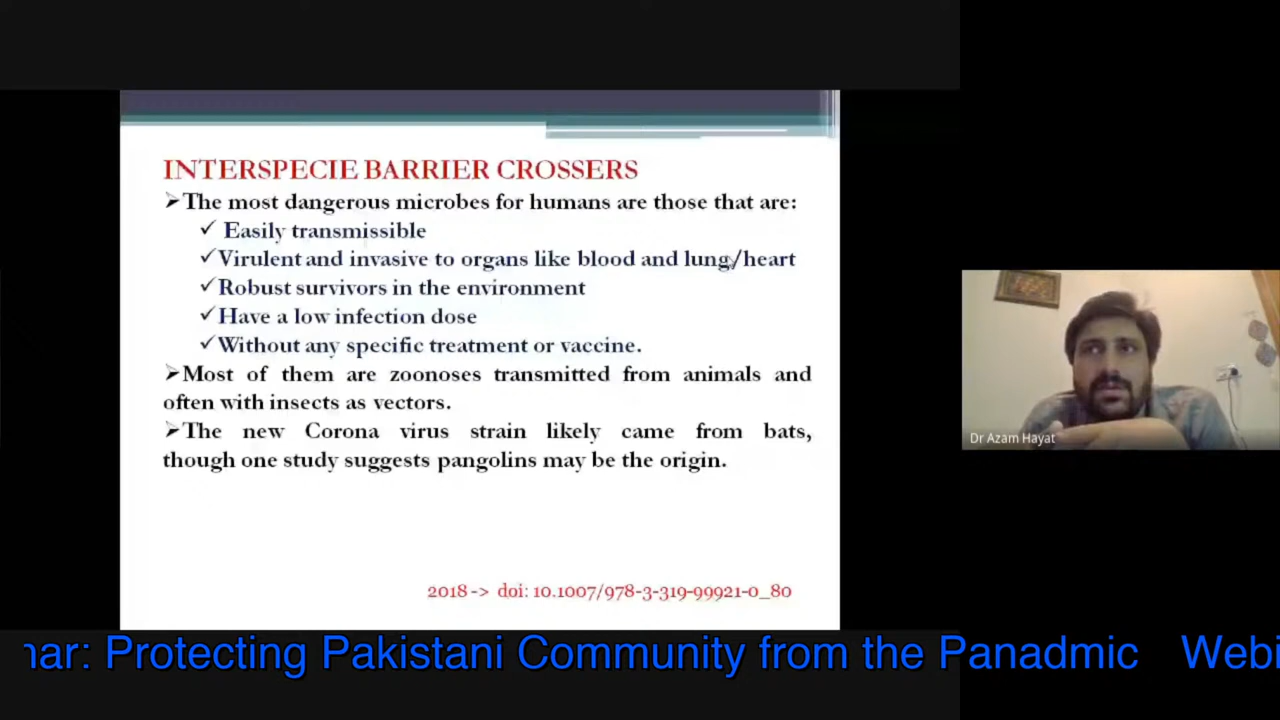 INTERSPECIE BARRIER CROSSERS
➢The most dangerous microbes for humans are those that are:
✓ Easily transmissible
✓Virulent and invasive to organs like blood and lung/heart
✓Robust survivors in the environment
✓Have a low infection dose
✓Without any specific treatment or vaccine.
➢Most of them are zoonoses transmitted from animals and
often with insects as vectors.
➢The new Corona virus strain likely came from bats,
though one study suggests pangolins may be the origin.
2018 -> doi: 10.1007/978-3-319-99921-0_80
Dr Azam Hayat
nar: Protecting Pakistani Community from the Panadmic Webi